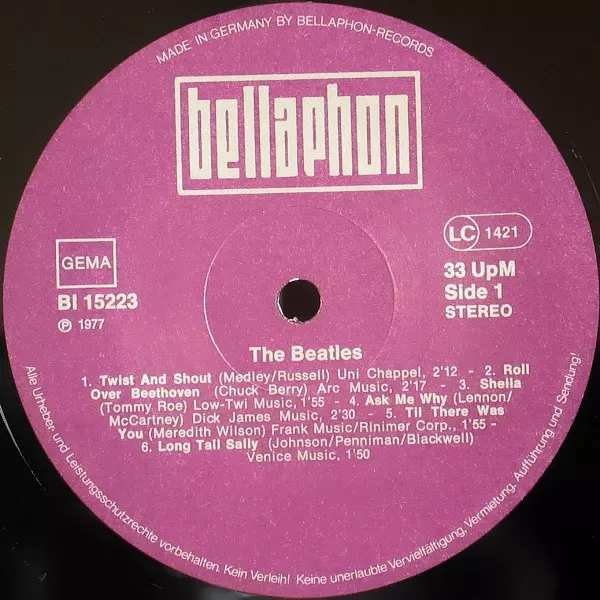 MADE IN GERMANY BY BELLAPHON-RECORDS
bellaphon
GEMA
BI 15223
℗ 1977
LC 1421
33 UpM
Side 1
STEREO
The Beatles
1. Twist And Shout (Medley/Russell) Uni Chappel, 2'12 - 2. Roll
Over Beethoven (Chuck Berry) Arc Music, 2'17 - 3. Sheila
(Tommy Roe) Low-Twi Music, 1'55 - 4. Ask Me Why (Lennon/
McCartney) Dick James Music, 2'30 - 5. Til There Was
You (Meredith Wilson) Frank Music/Rinimer Corp., 1'55 -
6. Long Tall Sally (Johnson/Penniman/Blackwell)
Venice Music, 1'50
Alle Urheber und Leistungsschutzrechte vorbehalten. Kein Verleih! Keine unerlaubte Vervielfältigung, Vermietung, Aufführung und Sendung!